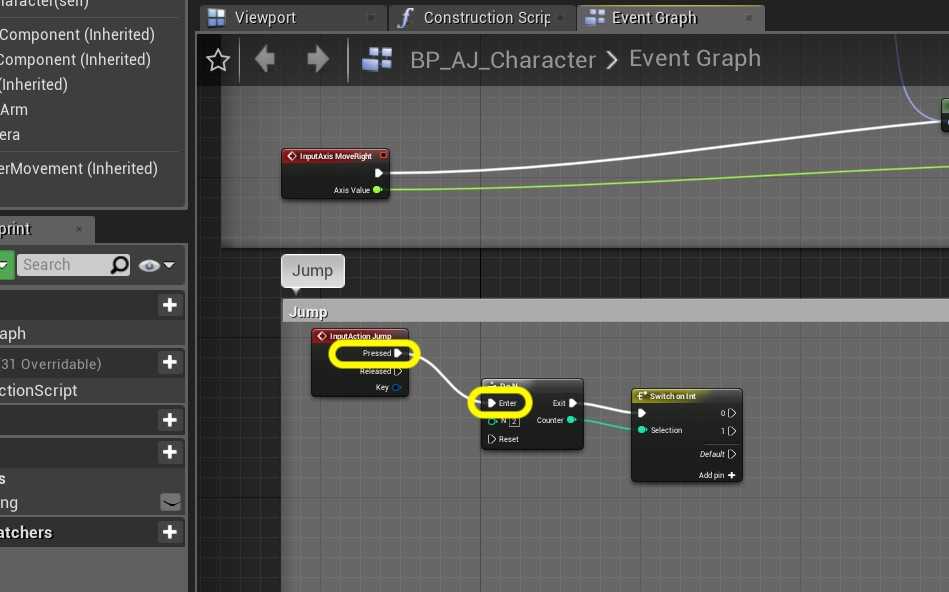 aracter(self)
Component (Inherited)
Component (Inherited)
(Inherited)
Arm
era
erMovement (Inherited)
print
Search
aph
(31 Overridable)
ctionScript
s
ng
atchers
Viewport
Construction Scrip
Event Graph
BP_AJ_Character > Event Graph
InputAxis MoveRight
Axis Value
Jump
Jump
InputAction Jump
Pressed
Released
Key
Do N
Enter
Exit
N 2
Counter
Reset
Switch on Int
0
Selection
1
Default
Add pin